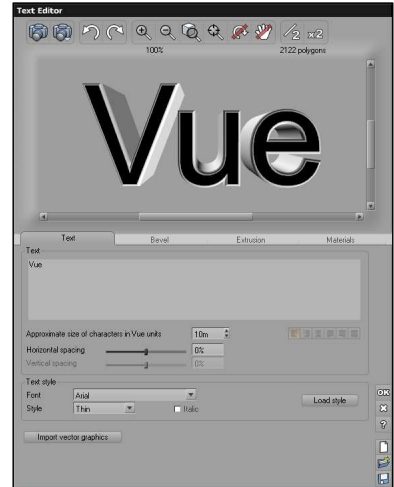 Text Editor
/2 x2
100% 2122 polygons
Vue
Text Bevel Extrusion Materials
Text
Vue
Approximate size of characters in Vue units 10m
Horizontal spacing 0%
Vertical spacing 0%
Text style
Font Arial
Style Thin Italic
Load style
Import vector graphics
OK
?